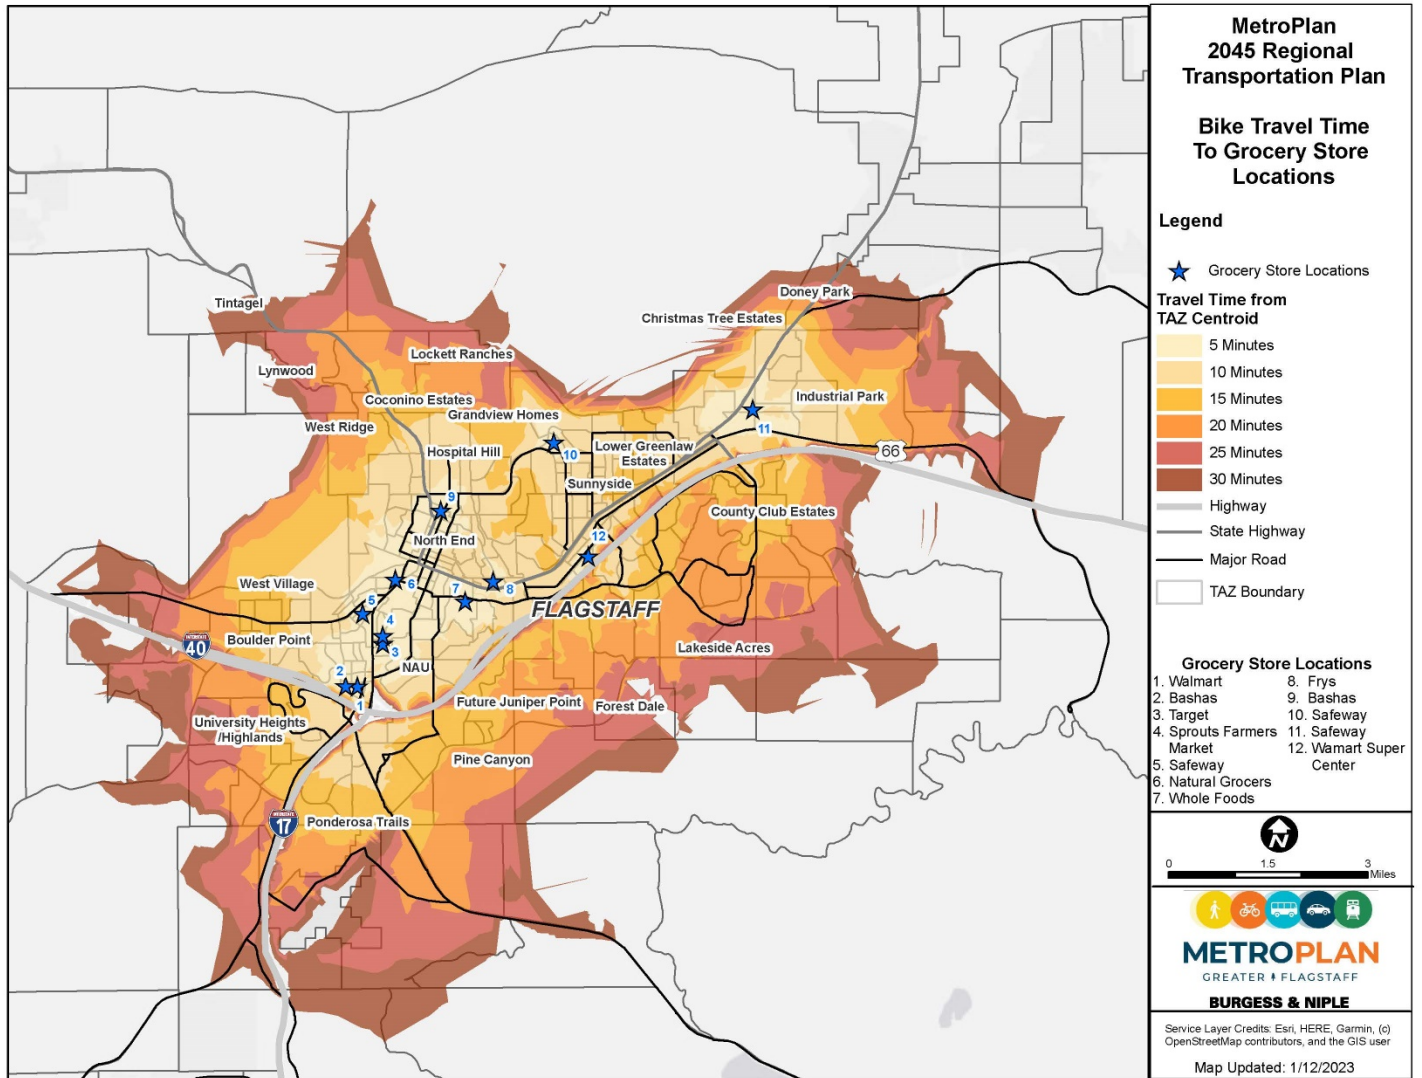 MetroPlan
2045 Regional
Transportation Plan
Bike Travel Time
To Grocery Store
Locations
Legend
Grocery Store Locations
Travel Time from
TAZ Centroid
5 Minutes
10 Minutes
15 Minutes
20 Minutes
25 Minutes
30 Minutes
Highway
State Highway
Major Road
TAZ Boundary
Grocery Store Locations
1. Walmart
2. Bashas
3. Target
4. Sprouts Farmers
Market
5. Safeway
6. Natural Grocers
7. Whole Foods
8. Frys
9. Bashas
10. Safeway
11. Safeway
12. Wamart Super
Center
N
0 1.5 3
Miles
METROPLAN
GREATER FLAGSTAFF
BURGESS & NIPLE
Service Layer Credits: Esri, HERE, Garmin, (c)
OpenStreetMap contributors, and the GIS user
Map Updated: 1/12/2023
Tintagel
Doney Park
Christmas Tree Estates
Lockett Ranches
Lynwood
Coconino Estates
Industrial Park
Grandview Homes
West Ridge
11
Hospital Hill
10
Lower Greenlaw
Estates
66
Sunnyside
9
County Club Estates
North End
12
West Village
6
7
8
5
FLAGSTAFF
4
Boulder Point
INTERSTATE
40
3
Lakeside Acres
NAU
2
1
Future Juniper Point
Forest Dale
University Heights
/Highlands
Pine Canyon
INTERSTATE
17
Ponderosa Trails